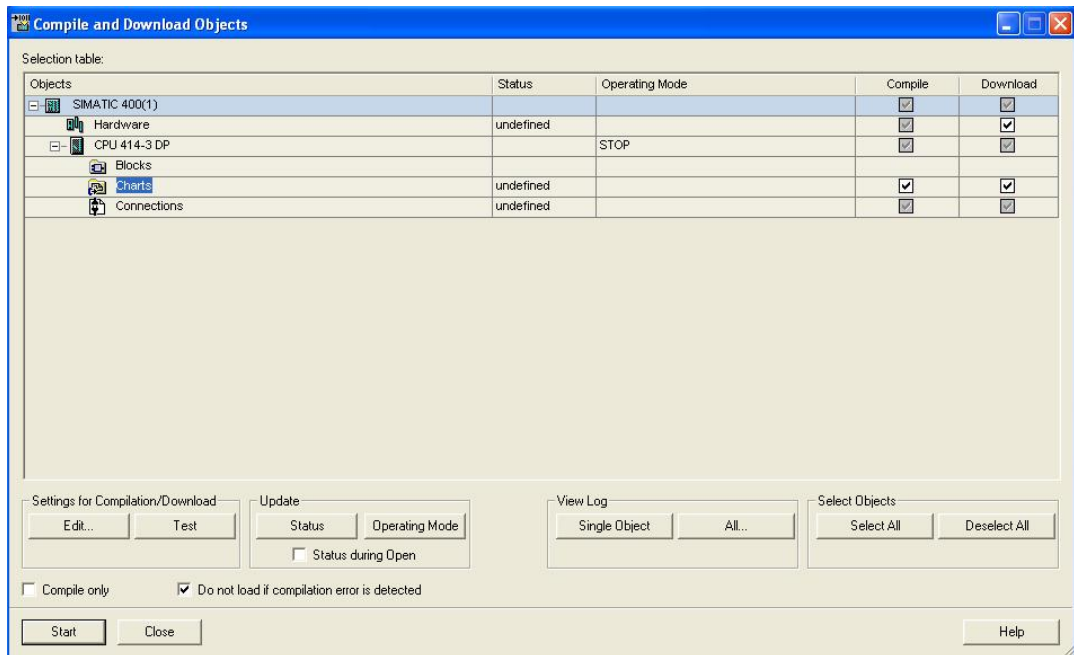 Compile and Download Objects
Selection table:
Objects Status Operating Mode Compile Download
SIMATIC 400(1)
Hardware undefined
CPU 414-3 DP STOP
Blocks
Charts undefined
Connections undefined
Settings for Compilation/Download Update View Log Select Objects
Edit... Test Status Operating Mode Single Object All... Select All Deselect All
Status during Open
Compile only Do not load if compilation error is detected
Start Close Help